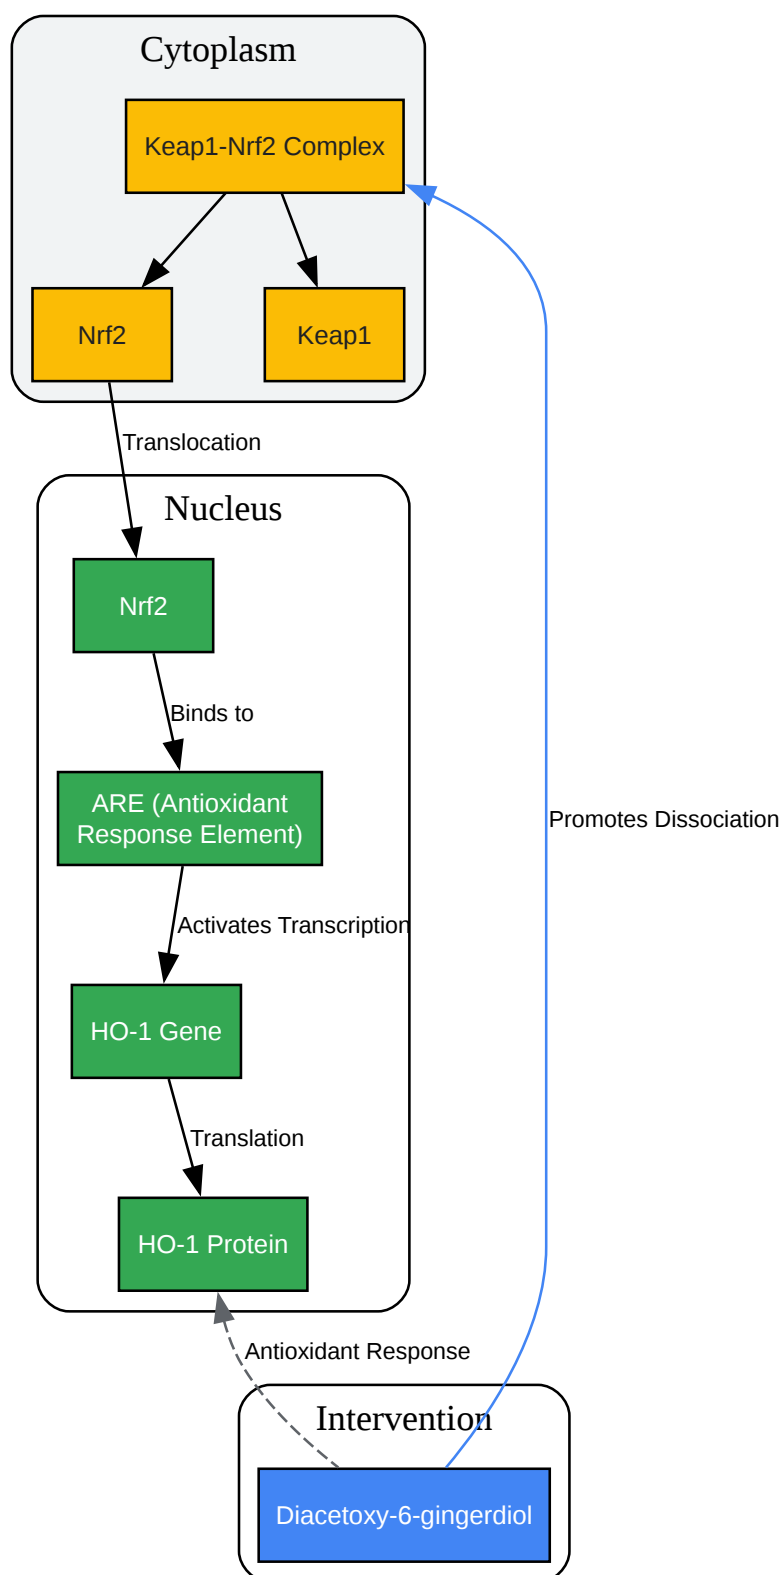 Cytoplasm
Keap1-Nrf2 Complex
Nrf2
Keap1
Translocation
Nucleus
Nrf2
Binds to
ARE (Antioxidant
Response Element)
Promotes Dissociation
Activates Transcription
HO-1 Gene
Translation
HO-1 Protein
Antioxidant Response
Intervention
Diacetoxy-6-gingerdiol